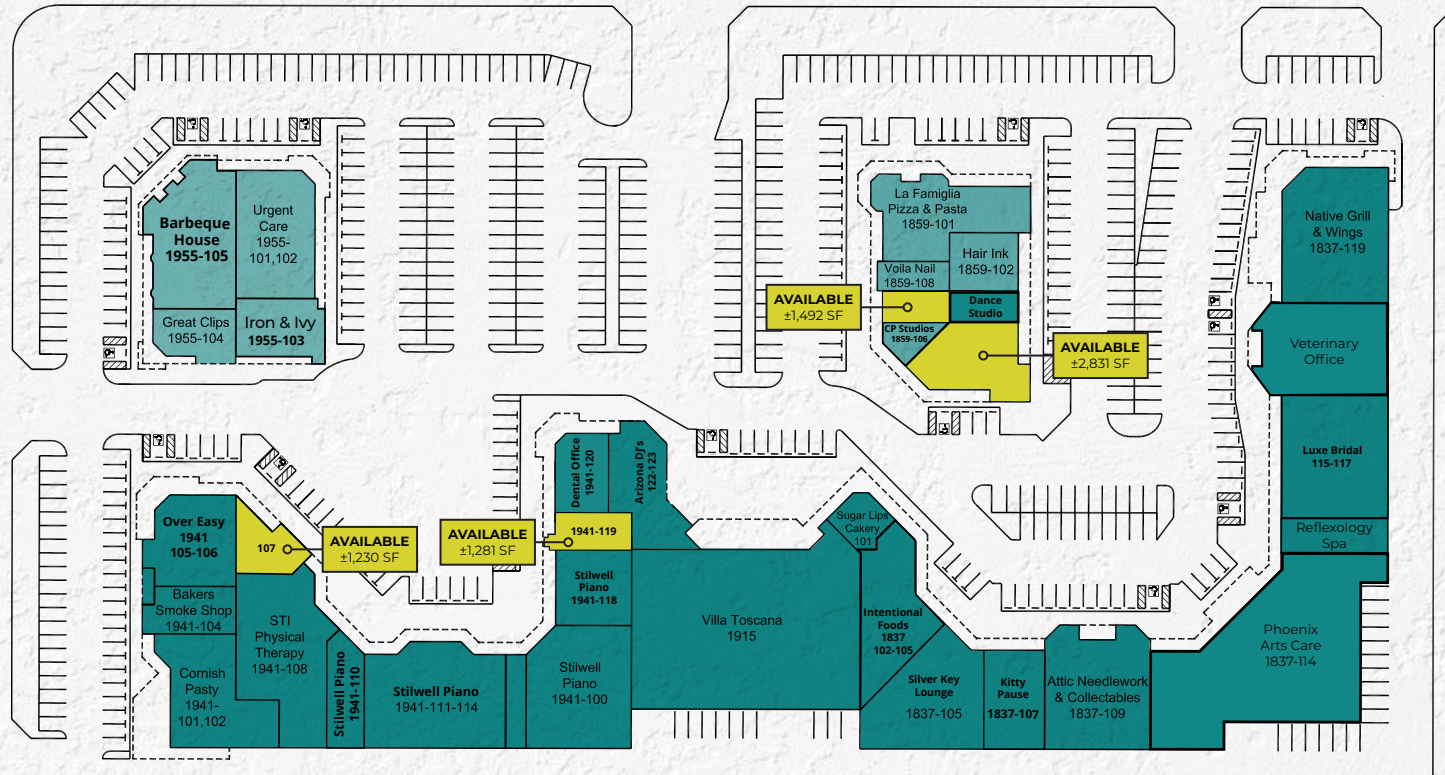 Barbeque
House
1955-105
Urgent
Care
1955-
101,102
Great Clips
1955-104
Iron & Ivy
1955-103
La Famiglia
Pizza & Pasta
1859-101
Hair Ink
1859-102
Voila Nail
1859-108
Dance
Studio
AVAILABLE
±1,492 SF
CP Studios
1859-106
AVAILABLE
±2,831 SF
Native Grill
& Wings
1837-119
Veterinary
Office
Luxe Bridal
115-117
Reflexology
Spa
Phoenix
Arts Care
1837-114
Over Easy
1941
105-106
107
AVAILABLE
±1,230 SF
AVAILABLE
±1,281 SF
1941-119
Dental Office
1941-120
Arizona DJ's
122-123
Bakers
Smoke Shop
1941-104
Cornish
Pasty
1941-
101,102
STI
Physical
Therapy
1941-108
Stilwell Piano
1941-110
Stilwell Piano
1941-111-114
Stilwell
Piano
1941-118
Stilwell
Piano
1941-100
Villa Toscana
1915
Sugar Lips
Cakery
101
Intentional
Foods
1837
102-105
Silver Key
Lounge
1837-105
Kitty
Pause
1837-107
Attic Needlework
& Collectables
1837-109